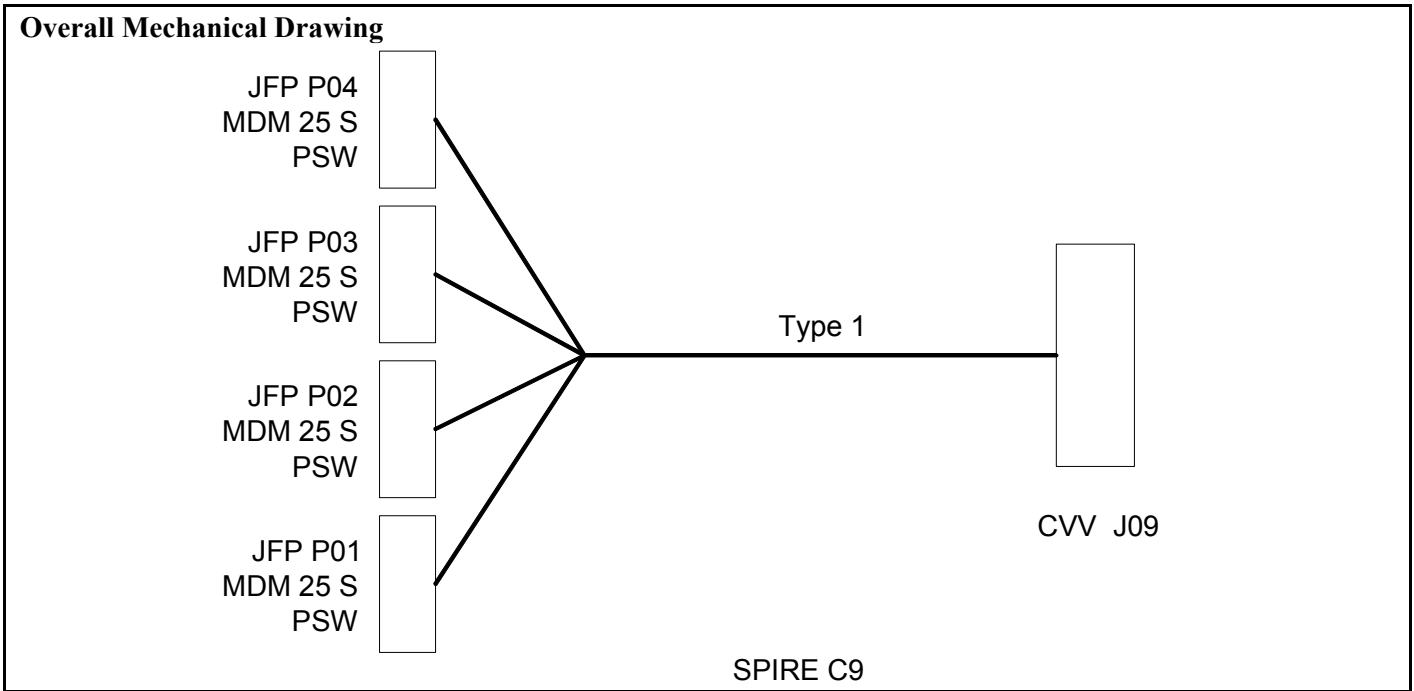 Overall Mechanical Drawing
JFP P04
MDM 25 S
PSW
JFP P03
MDM 25 S
PSW
Type 1
JFP P02
MDM 25 S
PSW
CVV J09
JFP P01
MDM 25 S
PSW
SPIRE C9